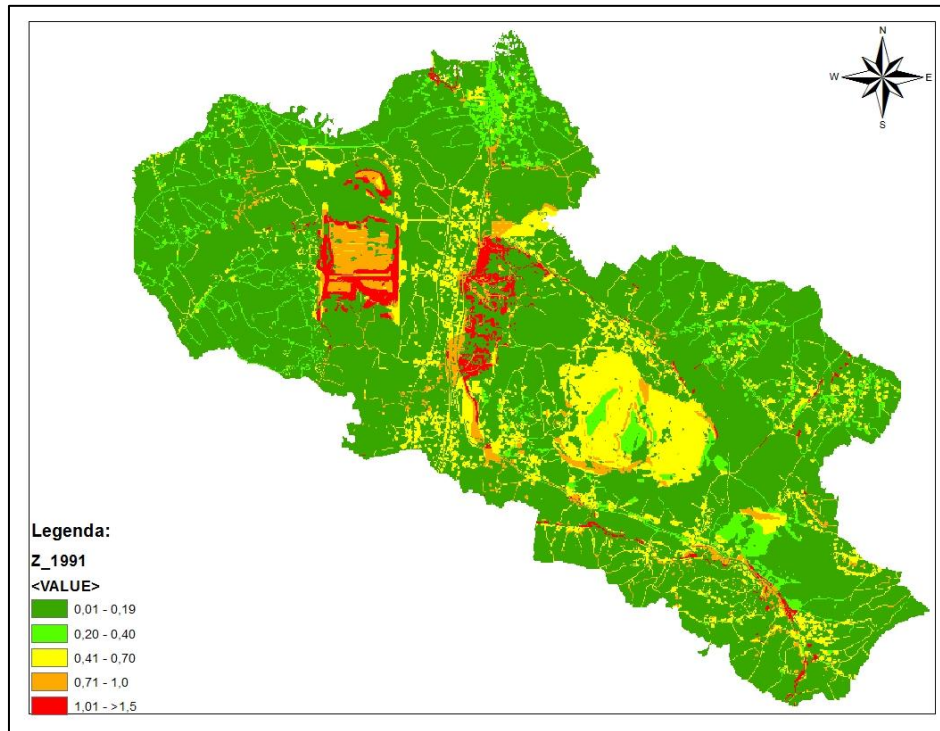 N
W
E
S
Legenda:
Z_1991
<VALUE>
0,01 - 0,19
0,20 - 0,40
0,41 - 0,70
0,71 - 1,0
1,01 - >1,5